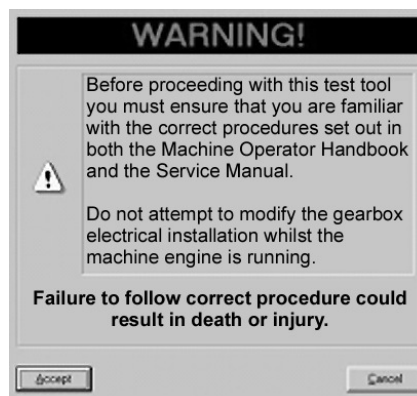 WARNING!
Before proceeding with this test tool
you must ensure that you are familiar
with the correct procedures set out in
both the Machine Operator Handbook
and the Service Manual.
Do not attempt to modify the gearbox
electrical installation whilst the
machine engine is running.
Failure to follow correct procedure could
result in death or injury.
Accept Cancel